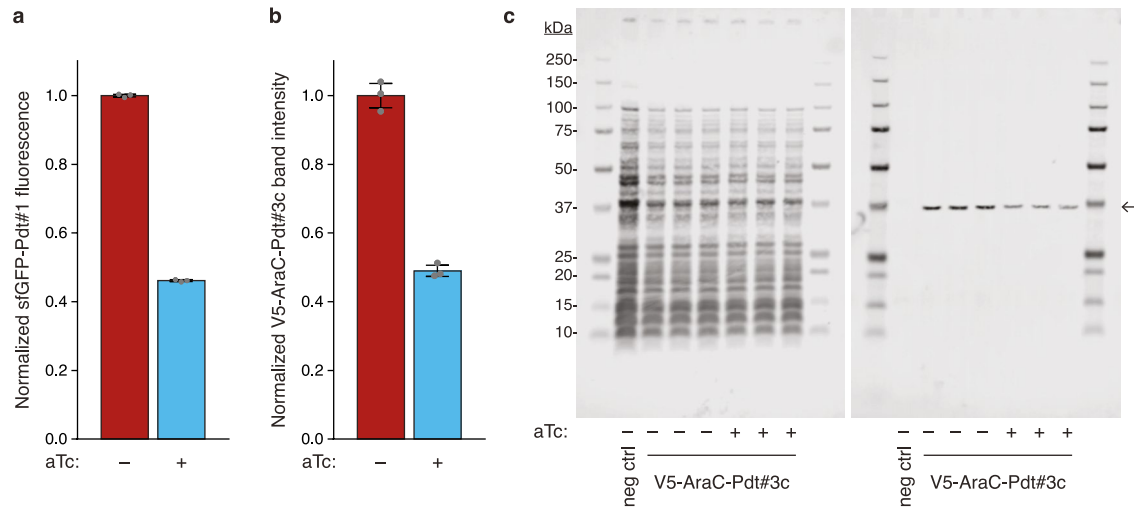 a
Normalized sfGFP-Pdt#1 fluorescence
1.0
0.8
0.6
0.4
0.2
0.0
aTc: – +
b
Normalized V5-AraC-Pdt#3c band intensity
1.0
0.8
0.6
0.4
0.2
0.0
aTc: – +
c
kDa
250-
150-
100-
75-
50-
37-
25-
20-
15-
10-
←
aTc: – – – – + + + – – – – + + +
neg ctrl
V5-AraC-Pdt#3c
neg ctrl
V5-AraC-Pdt#3c